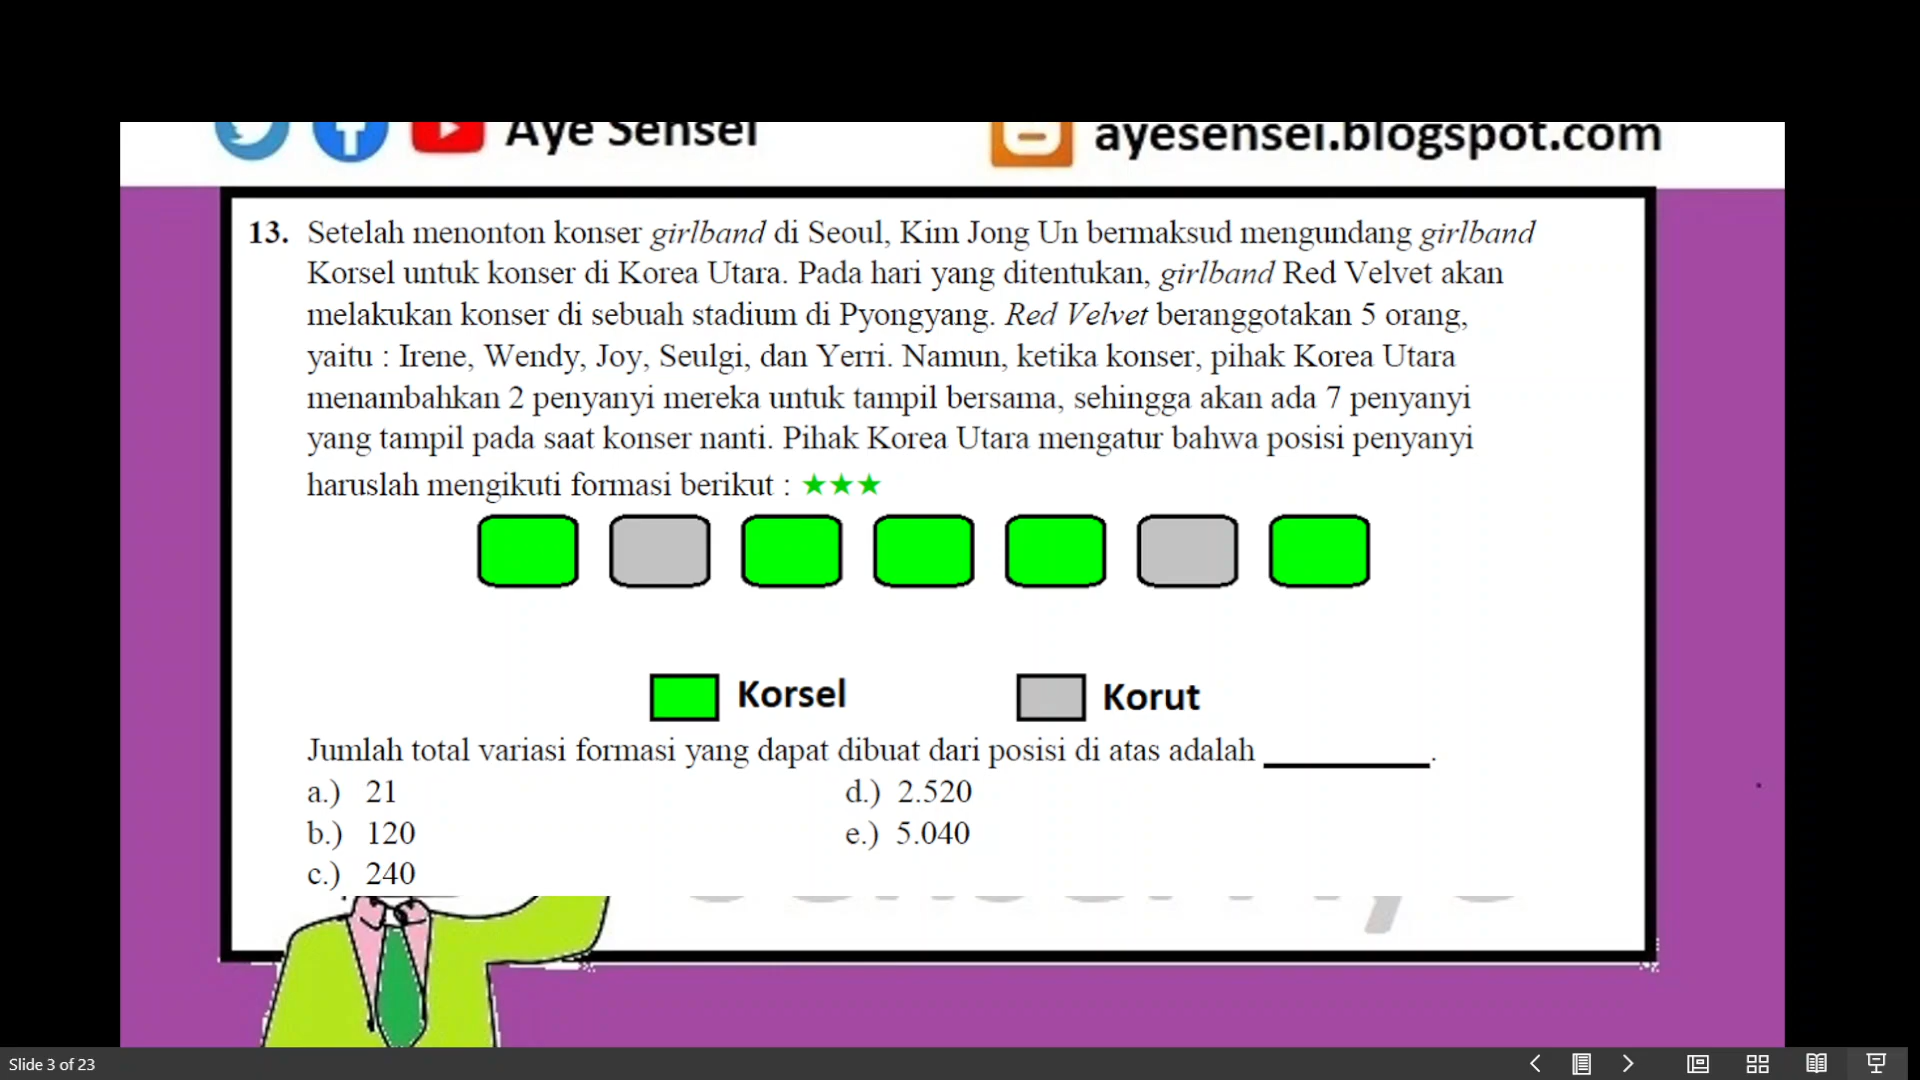 Aye Sensei
ayesensei.blogspot.com
13. Setelah menonton konser girlband di Seoul, Kim Jong Un bermaksud mengundang girlband
Korsel untuk konser di Korea Utara. Pada hari yang ditentukan, girlband Red Velvet akan
melakukan konser di sebuah stadium di Pyongyang. Red Velvet beranggotakan 5 orang,
yaitu : Irene, Wendy, Joy, Seulgi, dan Yerri. Namun, ketika konser, pihak Korea Utara
menambahkan 2 penyanyi mereka untuk tampil bersama, sehingga akan ada 7 penyanyi
yang tampil pada saat konser nanti. Pihak Korea Utara mengatur bahwa posisi penyanyi
haruslah mengikuti formasi berikut : ★★★
Korsel
Korut
Jumlah total variasi formasi yang dapat dibuat dari posisi di atas adalah __________.
a.) 21
b.) 120
c.) 240
d.) 2.520
e.) 5.040
Slide 3 of 23